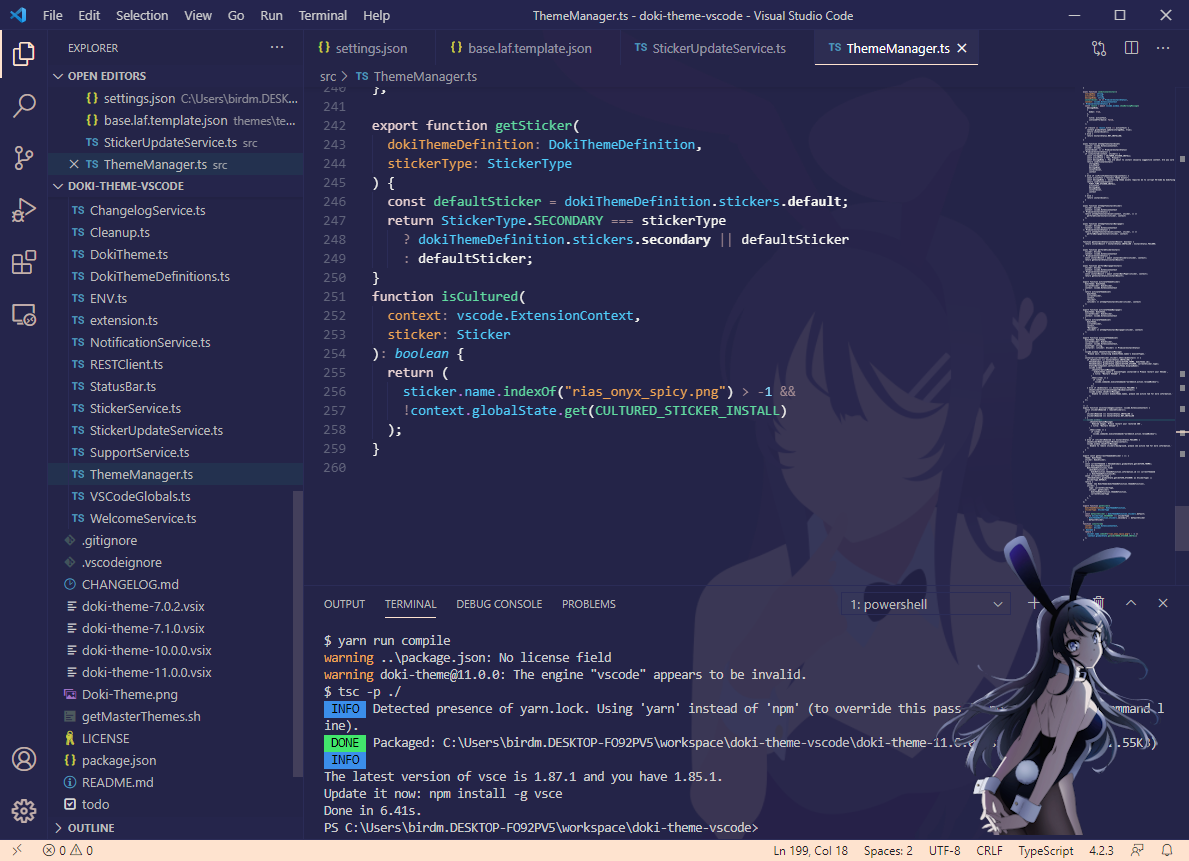 File Edit Selection View Go Run Terminal Help
ThemeManager.ts - doki-theme-vscode - Visual Studio Code
EXPLORER
OPEN EDITORS
{} settings.json C:\Users\birdm.DESK...
{} base.laf.template.json themes\te...
TS StickerUpdateService.ts src
TS ThemeManager.ts src
DOKI-THEME-VSCODE
TS ChangelogService.ts
TS Cleanup.ts
TS DokiTheme.ts
TS DokiThemeDefinitions.ts
TS ENV.ts
TS extension.ts
TS NotificationService.ts
TS RESTClient.ts
TS StatusBar.ts
TS StickerService.ts
TS StickerUpdateService.ts
TS SupportService.ts
TS ThemeManager.ts
TS VSCodeGlobals.ts
TS WelcomeService.ts
.gitignore
.vscodeignore
CHANGELOG.md
doki-theme-7.0.2.vsix
doki-theme-7.1.0.vsix
doki-theme-10.0.0.vsix
doki-theme-11.0.0.vsix
Doki-Theme.png
getMasterThemes.sh
LICENSE
{} package.json
README.md
todo
OUTLINE
{} settings.json
{} base.laf.template.json
TS StickerUpdateService.ts
TS ThemeManager.ts
src > TS ThemeManager.ts
240 };
241
242 export function getSticker(
243 dokiThemeDefinition: DokiThemeDefinition,
244 stickerType: StickerType
245 ) {
246 const defaultSticker = dokiThemeDefinition.stickers.default;
247 return StickerType.SECONDARY === stickerType
248 ? dokiThemeDefinition.stickers.secondary || defaultSticker
249 : defaultSticker;
250 }
251 function isCultured(
252 context: vscode.ExtensionContext,
253 sticker: Sticker
254 ): boolean {
255 return (
256 sticker.name.indexOf("rias_onyx_spicy.png") > -1 &&
257 !context.globalState.get(CULTURED_STICKER_INSTALL)
258 );
259 }
260
OUTPUT TERMINAL DEBUG CONSOLE PROBLEMS
1: powershell
$ yarn run compile
warning ..\package.json: No license field
warning doki-theme@11.0.0: The engine "vscode" appears to be invalid.
$ tsc -p ./
INFO Detected presence of yarn.lock. Using 'yarn' instead of 'npm' (to override this pass command l
ine).
DONE Packaged: C:\Users\birdm.DESKTOP-FO92PV5\workspace\doki-theme-vscode\doki-theme-11.0. .55K)
INFO
The latest version of vsce is 1.87.1 and you have 1.85.1.
Update it now: npm install -g vsce
Done in 6.41s.
PS C:\Users\birdm.DESKTOP-FO92PV5\workspace\doki-theme-vscode>
0 0
Ln 199, Col 18 Spaces: 2 UTF-8 CRLF TypeScript 4.2.3